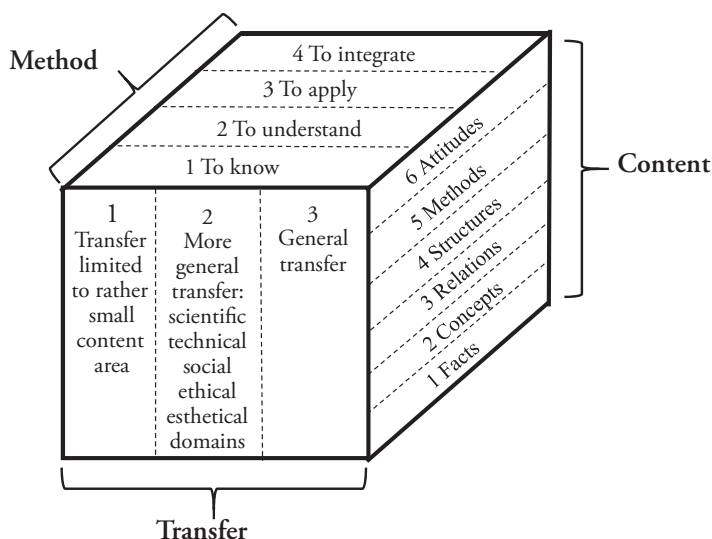 Method
4 To integrate
3 To apply
2 To understand
1 To know
Content
6 Attitudes
5 Methods
4 Structures
3 Relations
2 Concepts
1 Facts
1
Transfer
limited
to rather
small
content
area
2
More
general
transfer:
scientific
technical
social
ethical
esthetical
domains
3
General
transfer
Transfer